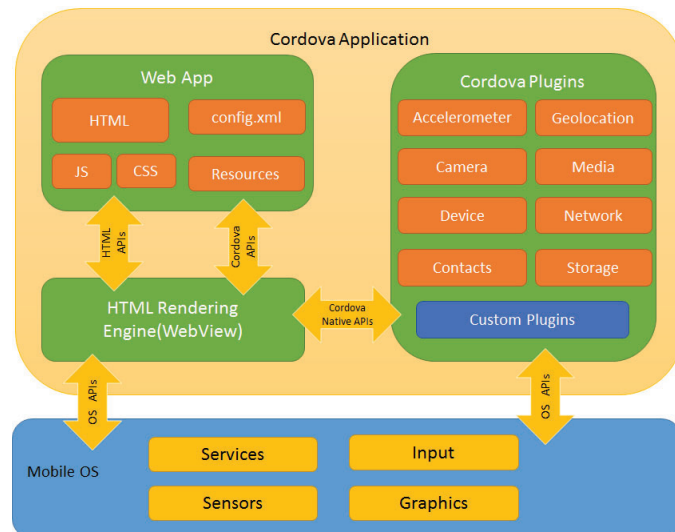 Cordova Application
Web App
HTML
config.xml
JS
CSS
Resources
HTML
APIs
Cordova
APIs
HTML Rendering
Engine(WebView)
Cordova
Native APIs
Cordova Plugins
Accelerometer
Geolocation
Camera
Media
Device
Network
Contacts
Storage
Custom Plugins
OS APIs
OS APIs
Mobile OS
Services
Input
Sensors
Graphics